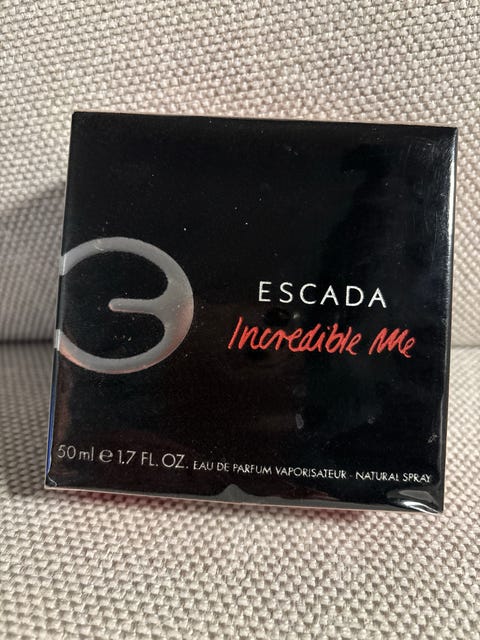 ESCADA
Incredible Me
50 ml e 1.7 FL. OZ. EAU DE PARFUM VAPORISATEUR - NATURAL SPRAY